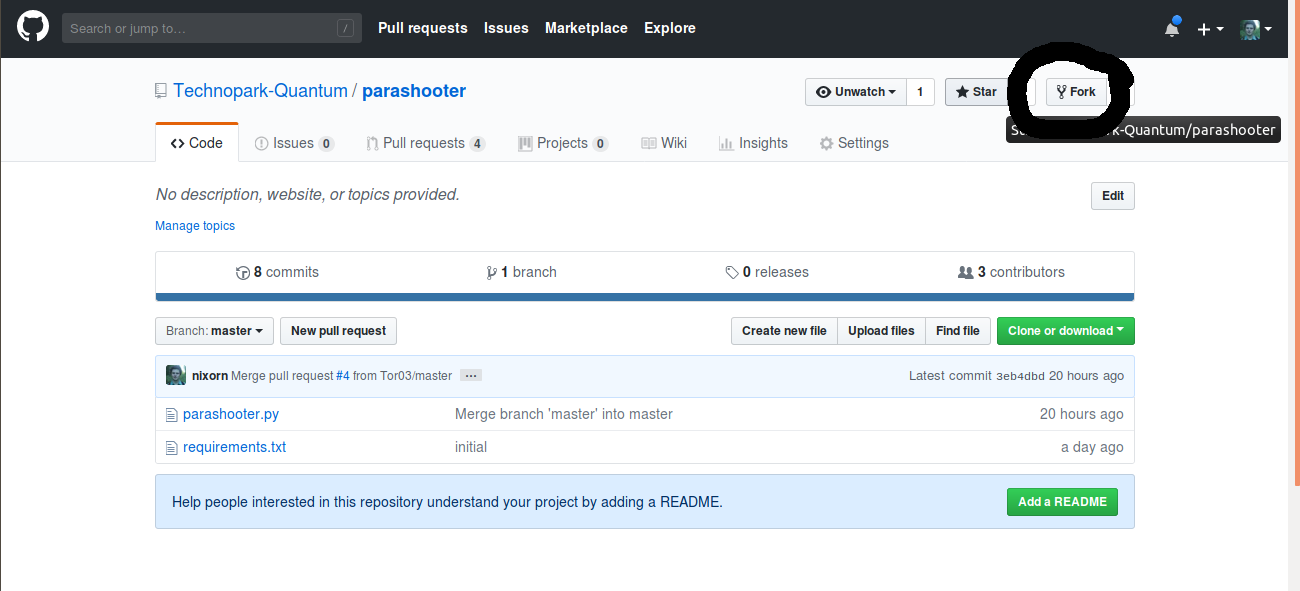 Search or jump to… / Pull requests Issues Marketplace Explore
Technopark-Quantum / parashooter Unwatch 1 Star Fork
k-Quantum/parashooter
Code Issues 0 Pull requests 4 Projects 0 Wiki Insights Settings
No description, website, or topics provided. Edit
Manage topics
8 commits 1 branch 0 releases 3 contributors
Branch: master New pull request Create new file Upload files Find file Clone or download
nixorn Merge pull request #4 from Tor03/master … Latest commit 3eb4dbd 20 hours ago
parashooter.py Merge branch 'master' into master 20 hours ago
requirements.txt initial a day ago
Help people interested in this repository understand your project by adding a README. Add a README